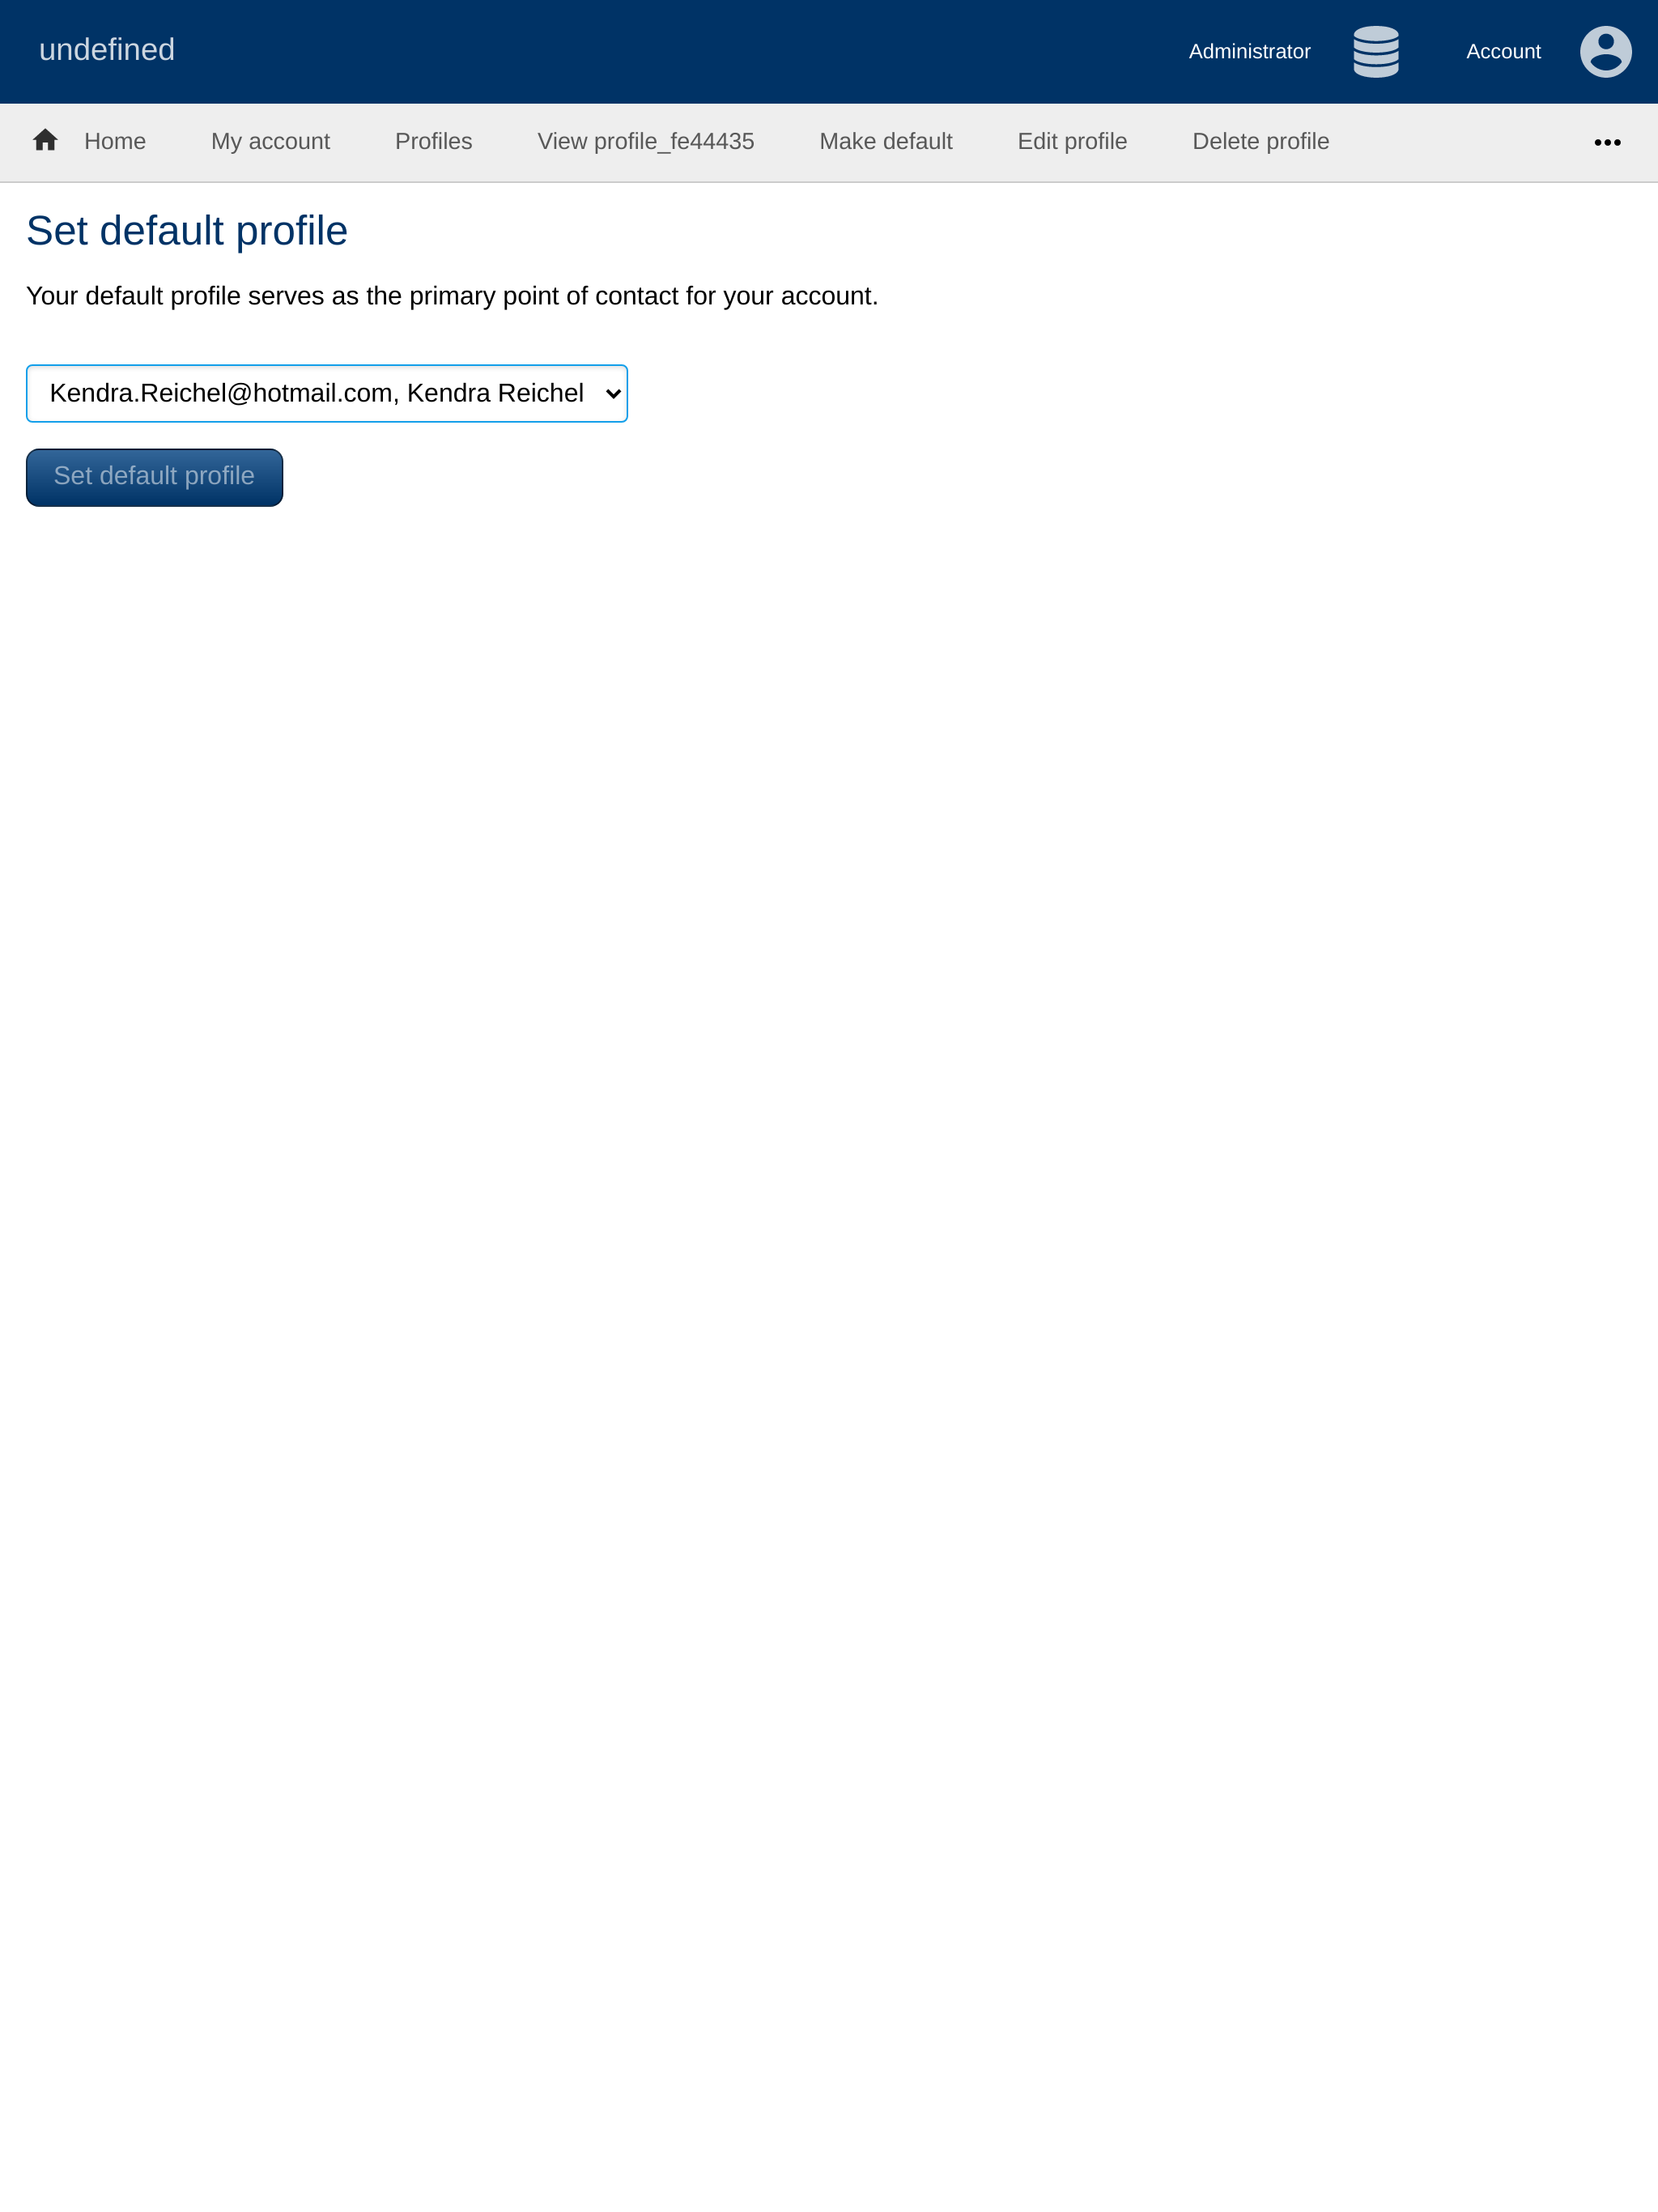 undefined
Administrator
Account
Home
My account
Profiles
View profile_fe44435
Make default
Edit profile
Delete profile
Set default profile
Your default profile serves as the primary point of contact for your account.
Kendra.Reichel@hotmail.com, Kendra Reichel
Set default profile